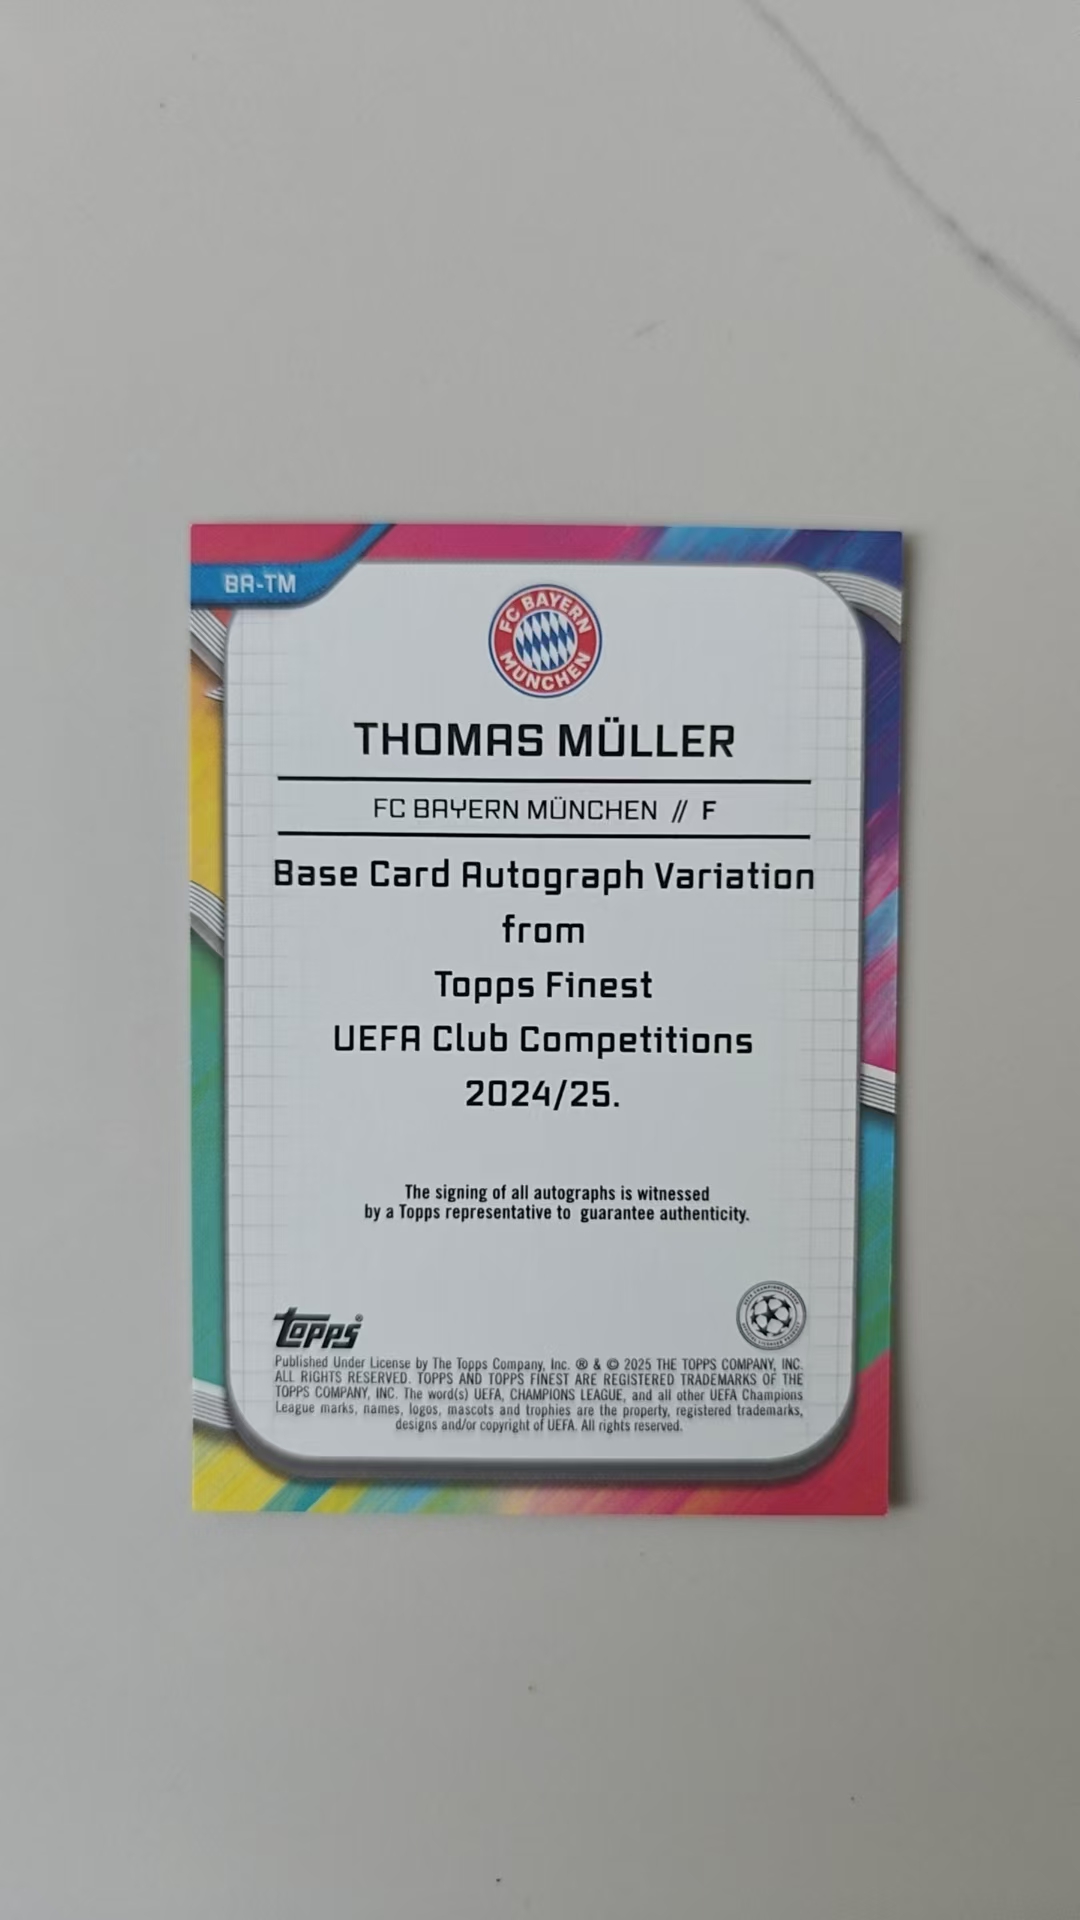 BA-TM
FC BAYERN
MÜNCHEN
THOMAS MÜLLER
FC BAYERN MÜNCHEN // F
Base Card Autograph Variation
from
Topps Finest
UEFA Club Competitions
2024/25.
The signing of all autographs is witnessed
by a Topps representative to guarantee authenticity.
topps®
Published Under License by The Topps Company, Inc. ® & © 2025 THE TOPPS COMPANY, INC.
ALL RIGHTS RESERVED. TOPPS AND TOPPS FINEST ARE REGISTERED TRADEMARKS OF THE
TOPPS COMPANY, INC. The word(s) UEFA, CHAMPIONS LEAGUE, and all other UEFA Champions
League marks, names, logos, mascots and trophies are the property, registered trademarks,
designs and/or copyright of UEFA. All rights reserved.